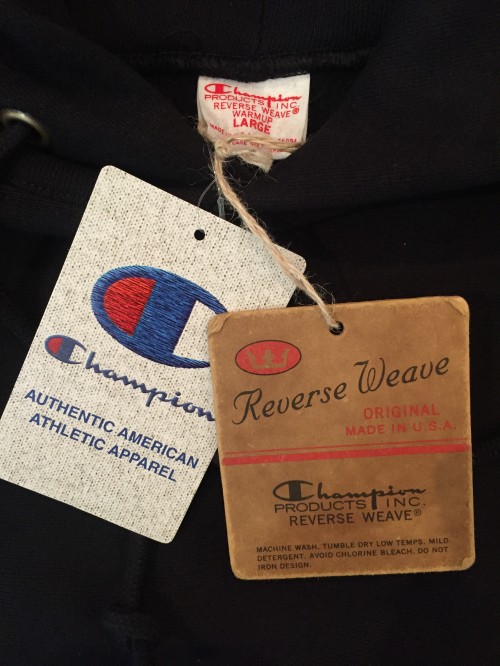 Champion
PRODUCTS INC.
REVERSE WEAVE®
WARMUP
LARGE
Champion
AUTHENTIC AMERICAN
ATHLETIC APPAREL
Reverse Weave
ORIGINAL
MADE IN U.S.A.
Champion
PRODUCTS INC.
REVERSE WEAVE®
MACHINE WASH. TUMBLE DRY LOW TEMPS. MILD
DETERGENT. AVOID CHLORINE BLEACH. DO NOT
IRON DESIGN.